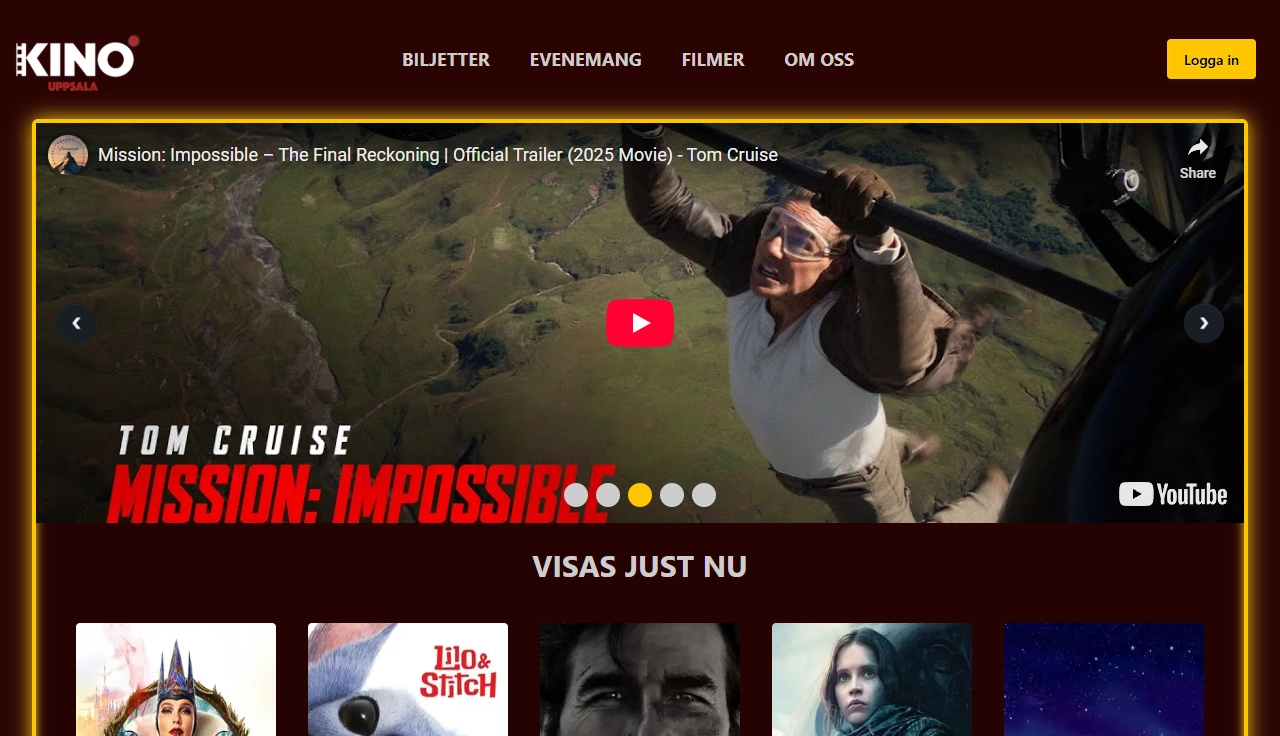 KINO
UPPSALA
BILJETTER
EVENEMANG
FILMER
OM OSS
Logga in
Mission: Impossible – The Final Reckoning | Official Trailer (2025 Movie) - Tom Cruise
Share
TOM CRUISE
MISSION: IMPOSSIBLE
YouTube
VISAS JUST NU
Lilo &
Stitch